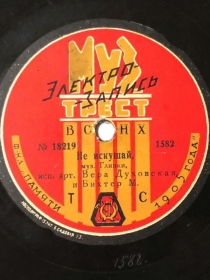 МУЗ
ЭЛЕКТРО-
ЗАПИСЬ
ТРЕСТ
ВСНХ
№ 18219
1582
Не искушай,
муз. Глинки,
исп. арт. Вера Духовская
и Бихтер М.
Т С
Ф-КА ПАМЯТИ
1905 ГОДА"
1582.